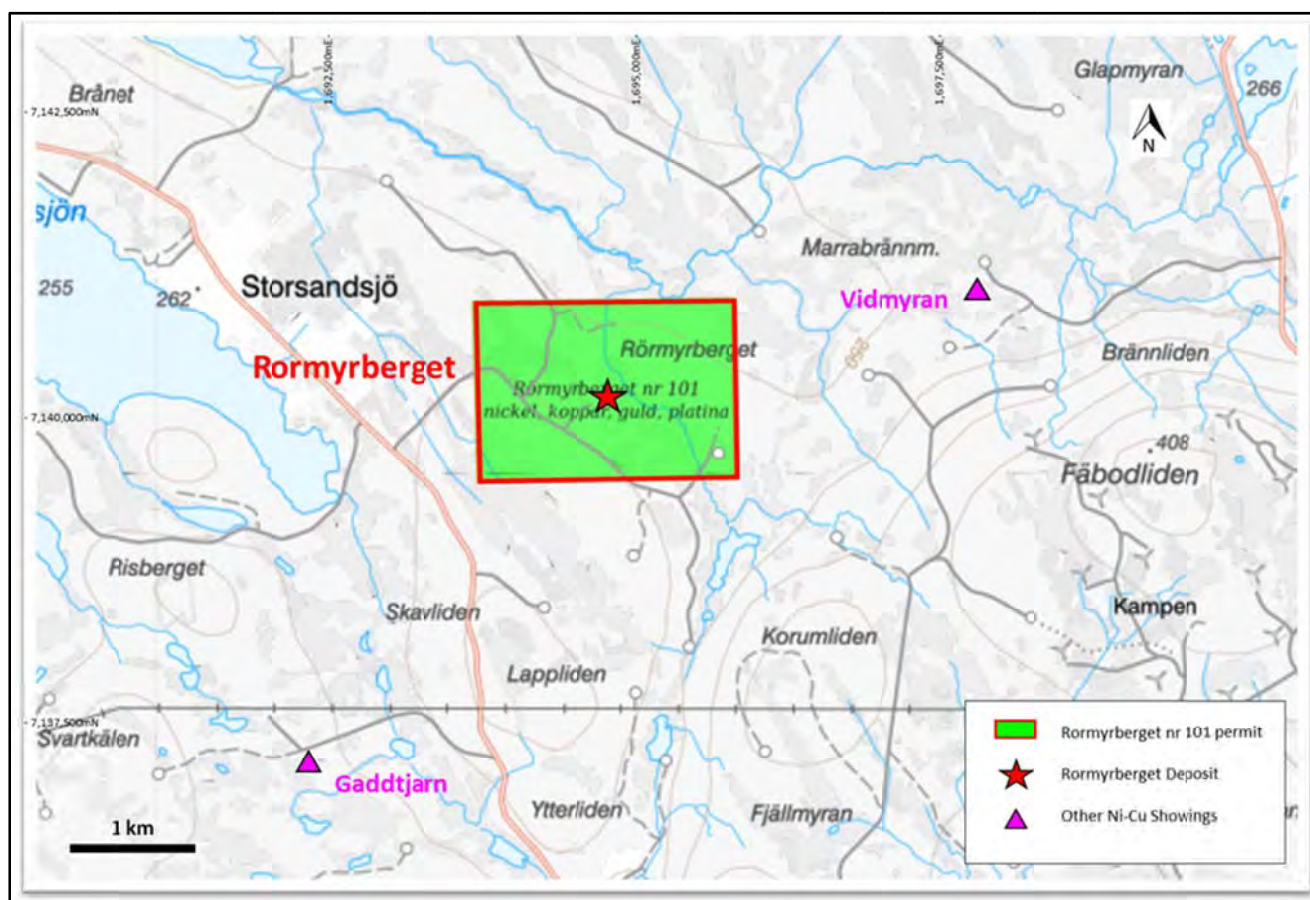 1,692,500mE
1,695,000mE
1,697,500mE
Glapmyran
266
Brånet
7,142,500mN
N
sjön
Marrabrännm.
255
262
Storsandsjö
Vidmyran
Rörmyrberget
Brännliden
Rormyrberget
Rörmyrberget nr 101
nickel, koppar, guld, platina
7,140,000mN
408
Fäbodliden
Risberget
Skavliden
Kampen
Korumliden
Lappliden
7,137,500mN
Svartkälen
Gaddtjarn
Ytterliden
Fjällmyran
1 km
Rormyrberget nr 101 permit
Rormyrberget Deposit
Other Ni-Cu Showings